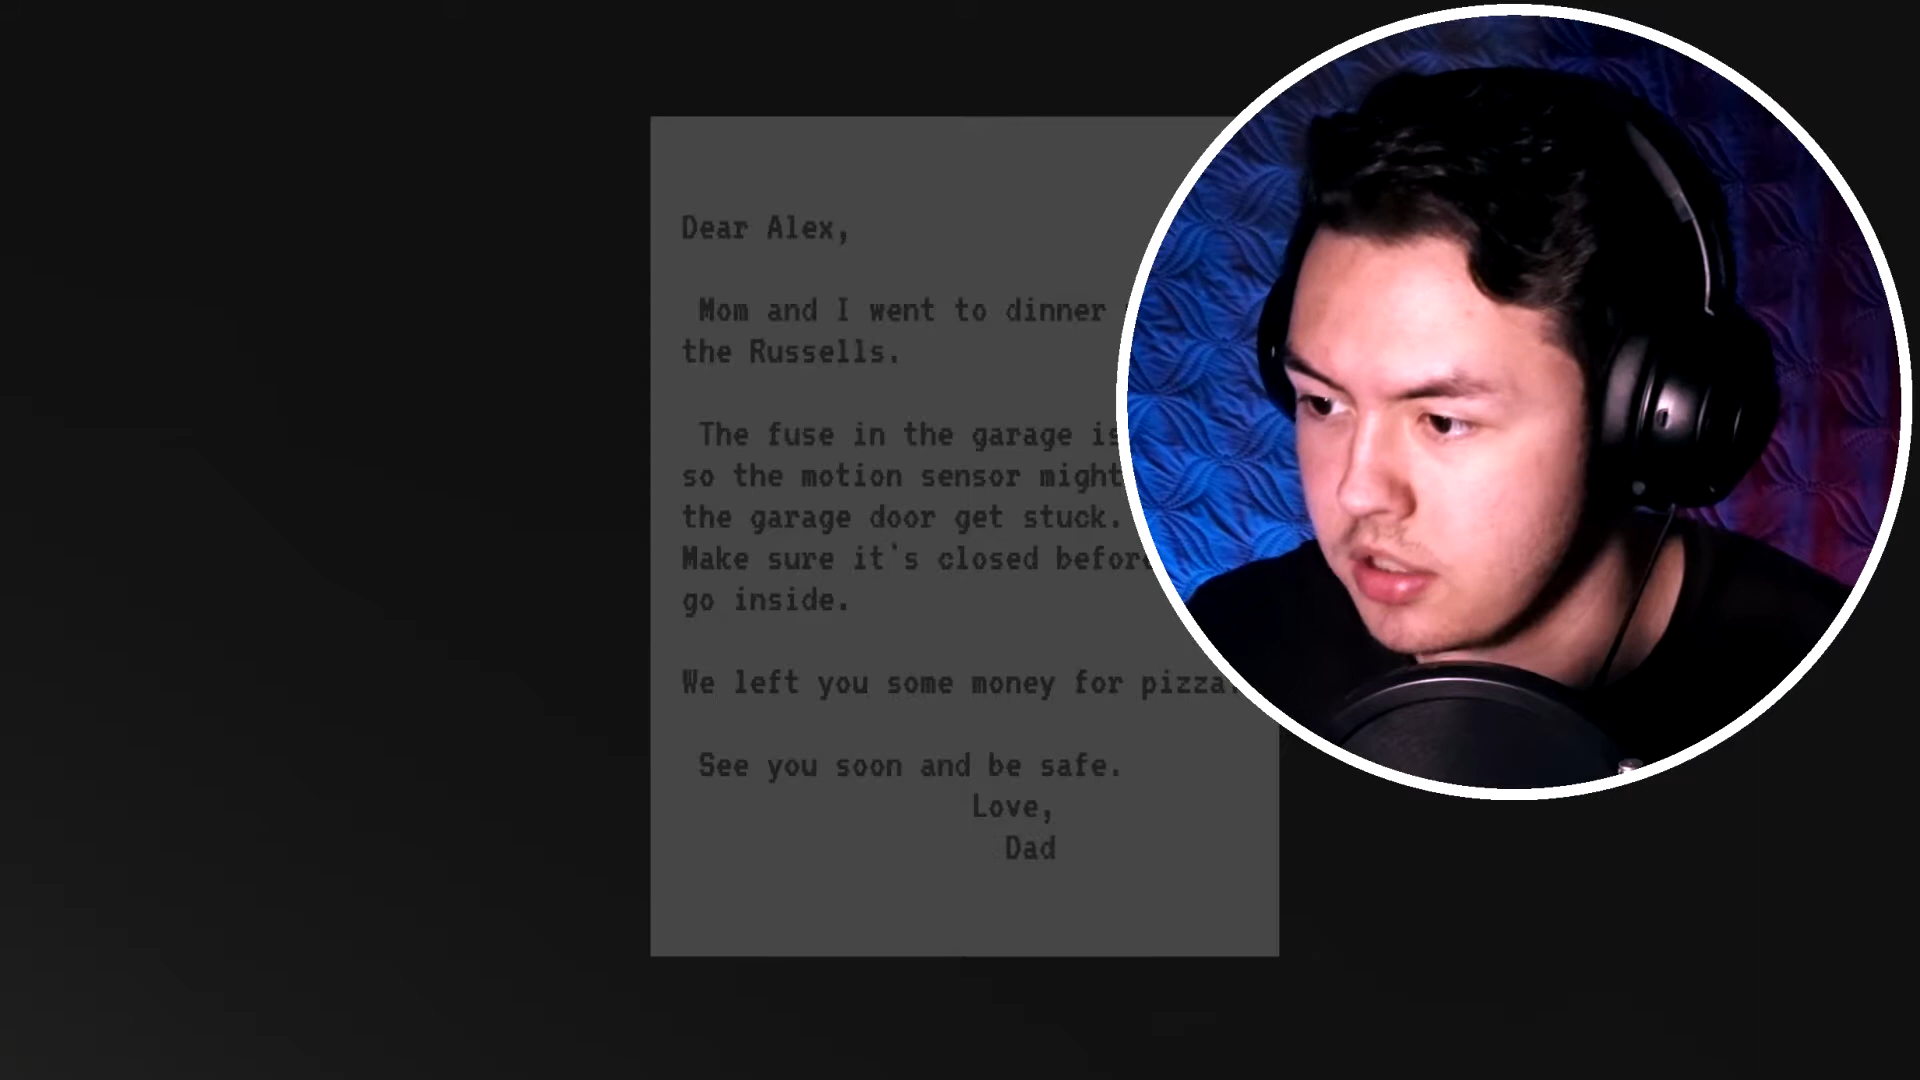 Dear Alex,
Mom and I went to dinner
the Russells.
The fuse in the garage is
so the motion sensor might
the garage door get stuck.
Make sure it's closed before
go inside.
We left you some money for pizza.
See you soon and be safe.
Love,
Dad